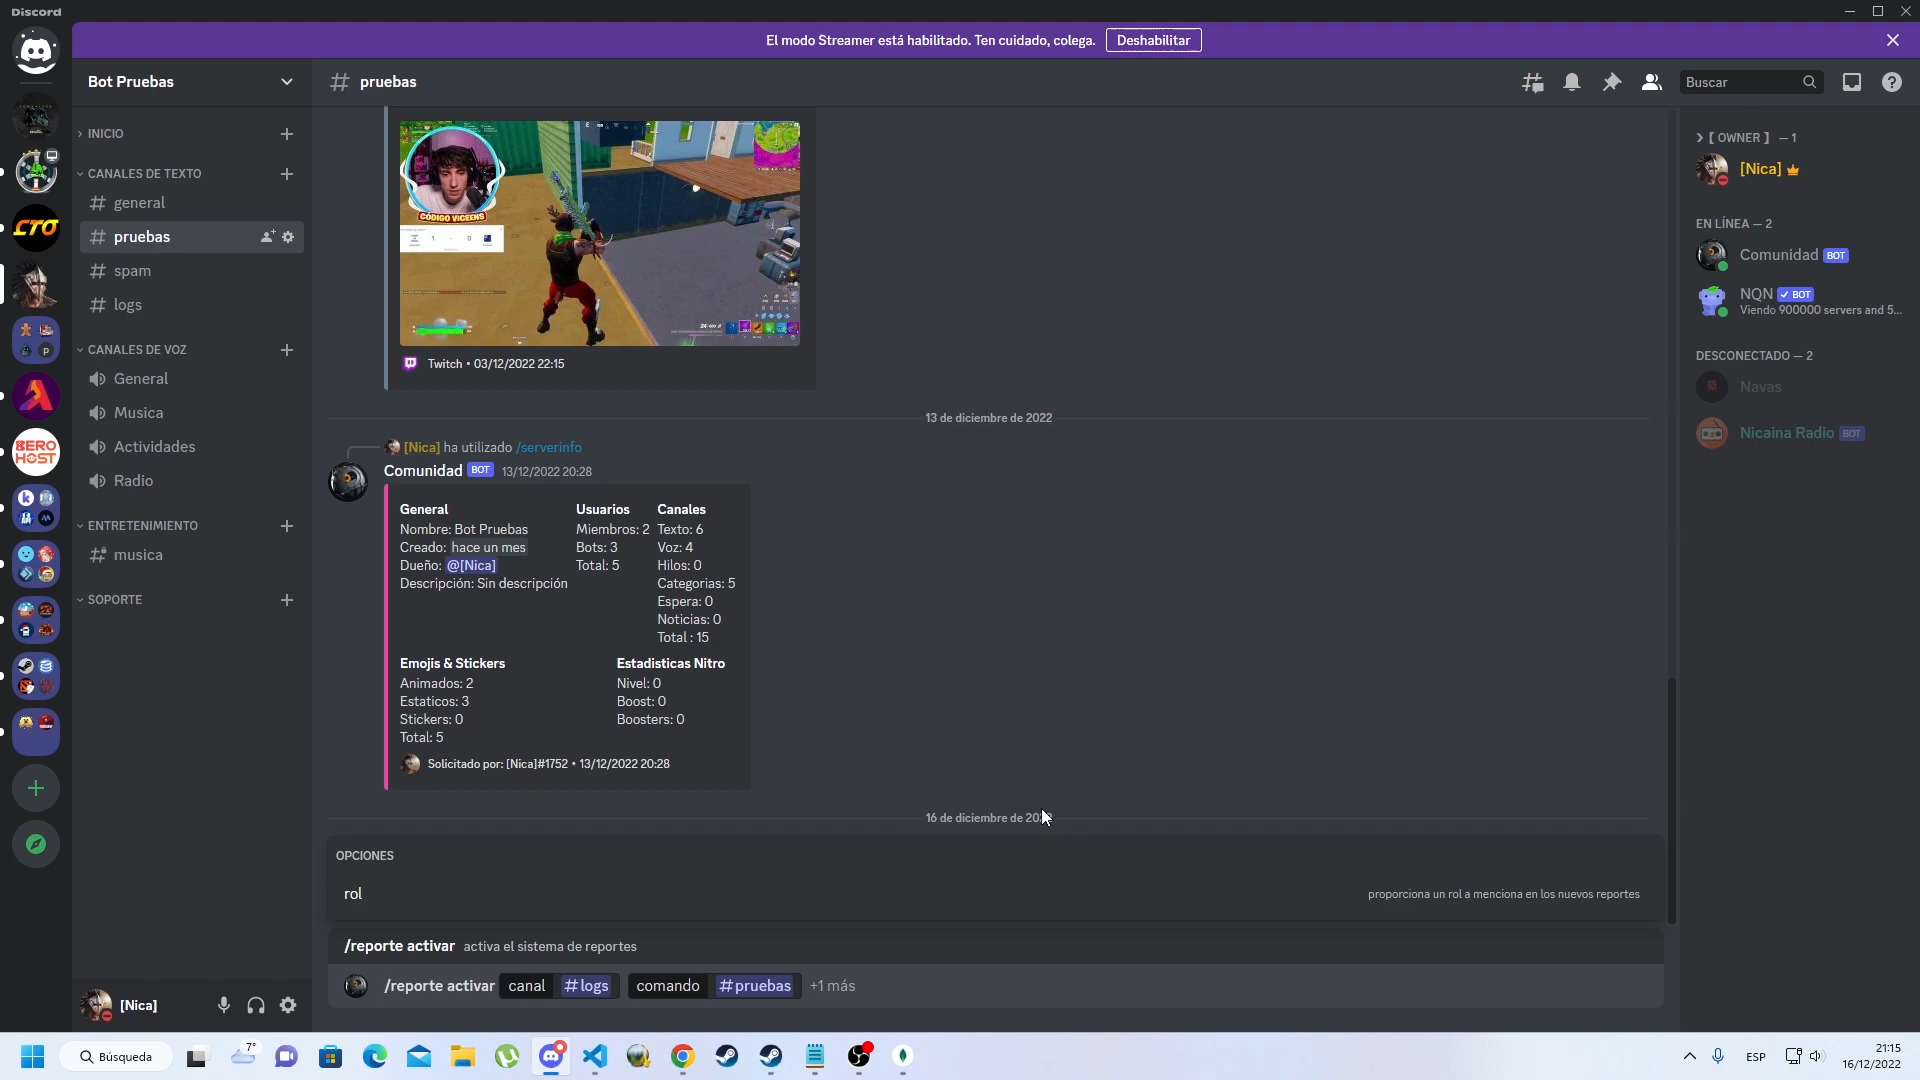 Discord
El modo Streamer está habilitado. Ten cuidado, colega.
Deshabilitar
Bot Pruebas
INICIO
CANALES DE TEXTO
general
pruebas
spam
logs
CANALES DE VOZ
General
Musica
Actividades
Radio
ENTRETENIMIENTO
musica
SOPORTE
[Nica]
CTO
BERO
HOST
pruebas
Buscar
CÓDIGO VICEENS
Twitch • 03/12/2022 22:15
13 de diciembre de 2022
[Nica] ha utilizado /serverinfo
Comunidad BOT 13/12/2022 20:28
General
Nombre: Bot Pruebas
Creado: hace un mes
Dueño: @[Nica]
Descripción: Sin descripción
Usuarios
Miembros: 2
Bots: 3
Total: 5
Canales
Texto: 6
Voz: 4
Hilos: 0
Categorias: 5
Espera: 0
Noticias: 0
Total : 15
Emojis & Stickers
Animados: 2
Estaticos: 3
Stickers: 0
Total: 5
Estadisticas Nitro
Nivel: 0
Boost: 0
Boosters: 0
Solicitado por: [Nica]#1752 • 13/12/2022 20:28
16 de diciembre de
OPCIONES
rol
proporciona un rol a menciona en los nuevos reportes
/reporte activar activa el sistema de reportes
/reporte activar canal #logs comando #pruebas +1 más
[ OWNER ] — 1
[Nica]
EN LÍNEA — 2
Comunidad BOT
NQN BOT
Viendo 900000 servers and 5...
DESCONECTADO — 2
Navas
Nicaina Radio BOT
Búsqueda
7°
ESP
21:15
16/12/2022